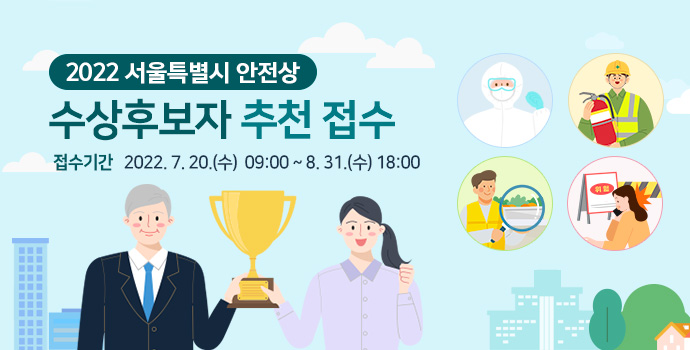 2022 서울특별시 안전상
수상후보자 추천 접수
접수기간 2022. 7. 20.(수) 09:00 ~ 8. 31.(수) 18:00
위험